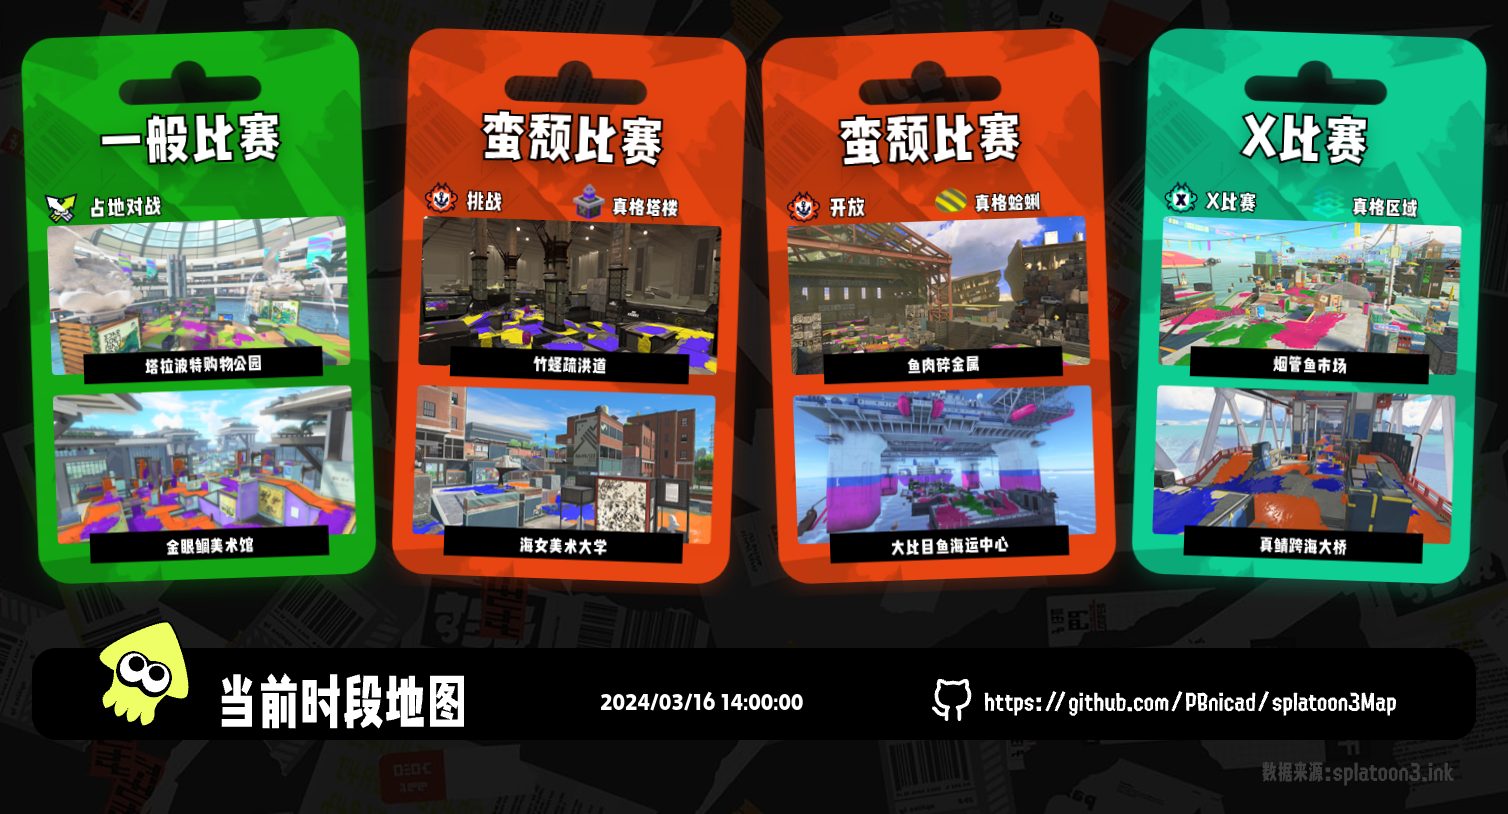 一般比赛
占地对战
塔拉波特购物公园
金眼鲷美术馆
蛮颓比赛
挑战
真格塔楼
竹蛏疏洪道
海女美术大学
蛮颓比赛
开放
真格蛤蜊
鱼肉碎金属
大比目鱼海运中心
X比赛
X比赛
真格区域
烟管鱼市场
真鲭跨海大桥
当前时段地图
2024/03/16 14:00:00
https://github.com/PBnicad/splatoon3Map
数据来源:splatoon3.ink